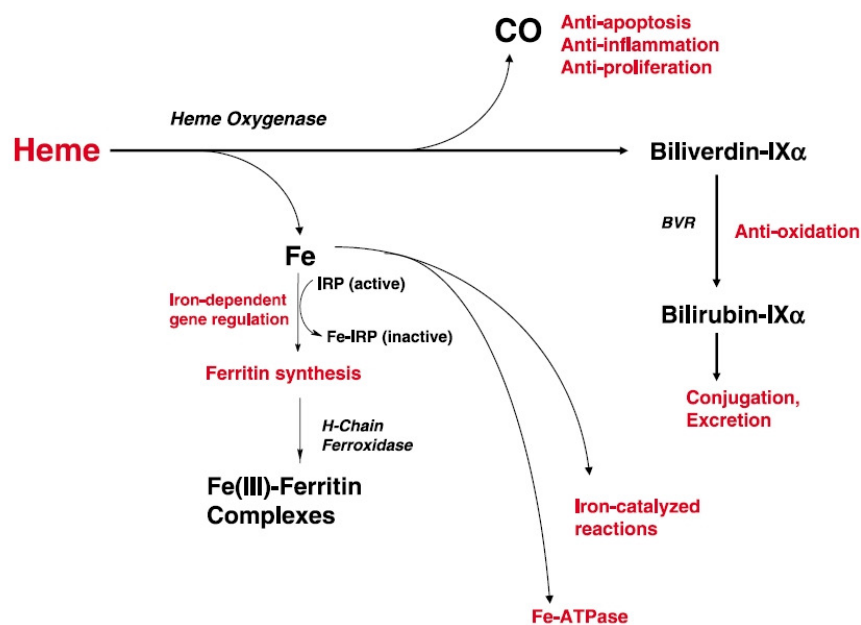 CO
Anti-apoptosis
Anti-inflammation
Anti-proliferation
Heme Oxygenase
Heme
Biliverdin-IXα
BVR
Anti-oxidation
Fe
IRP (active)
Iron-dependent
gene regulation
Fe-IRP (inactive)
Bilirubin-IXα
Ferritin synthesis
Conjugation,
Excretion
H-Chain
Ferroxidase
Fe(III)-Ferritin
Complexes
Iron-catalyzed
reactions
Fe-ATPase